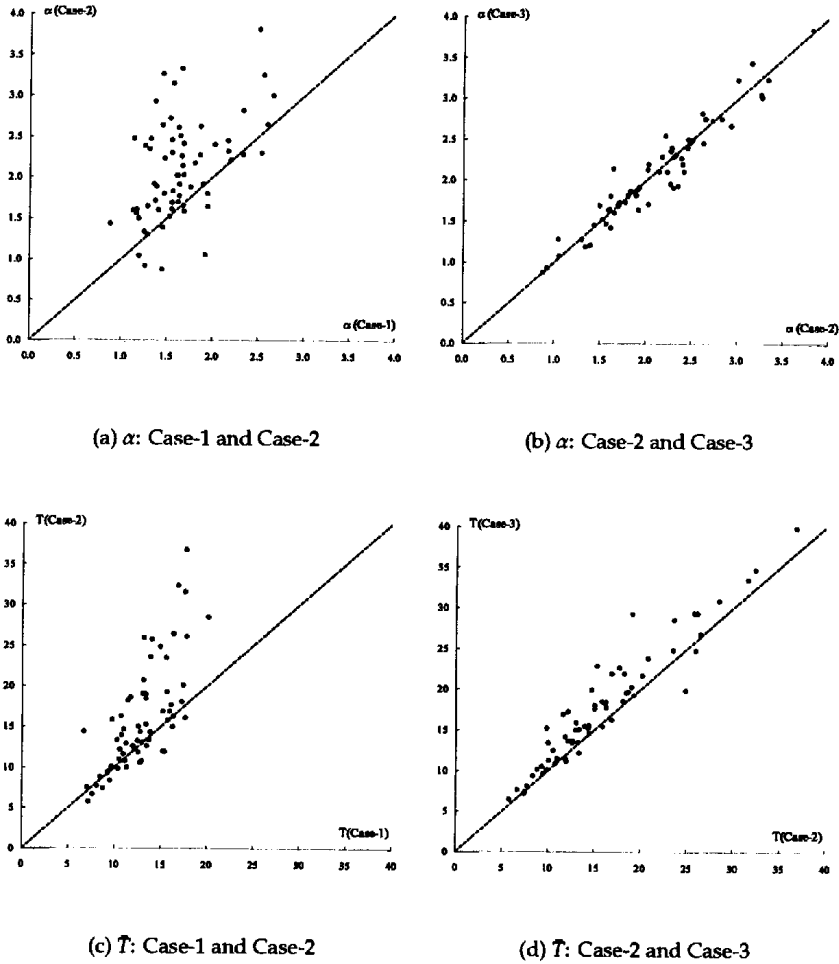 α (Case-2)
4.0
3.5
3.0
2.5
2.0
1.5
1.0
0.5
0.0
α (Case-1)
0.0 0.5 1.0 1.5 2.0 2.5 3.0 3.5 4.0
(a) α: Case-1 and Case-2
α (Case-3)
4.0
3.5
3.0
2.5
2.0
1.5
1.0
0.5
0.0
α (Case-2)
0.0 0.5 1.0 1.5 2.0 2.5 3.0 3.5 4.0
(b) α: Case-2 and Case-3
T(Case-2)
40
35
30
25
20
15
10
5
0
T(Case-1)
0 5 10 15 20 25 30 35 40
(c) T̄: Case-1 and Case-2
T(Case-3)
40
35
30
25
20
15
10
5
0
T(Case-2)
0 5 10 15 20 25 30 35 40
(d) T̄: Case-2 and Case-3